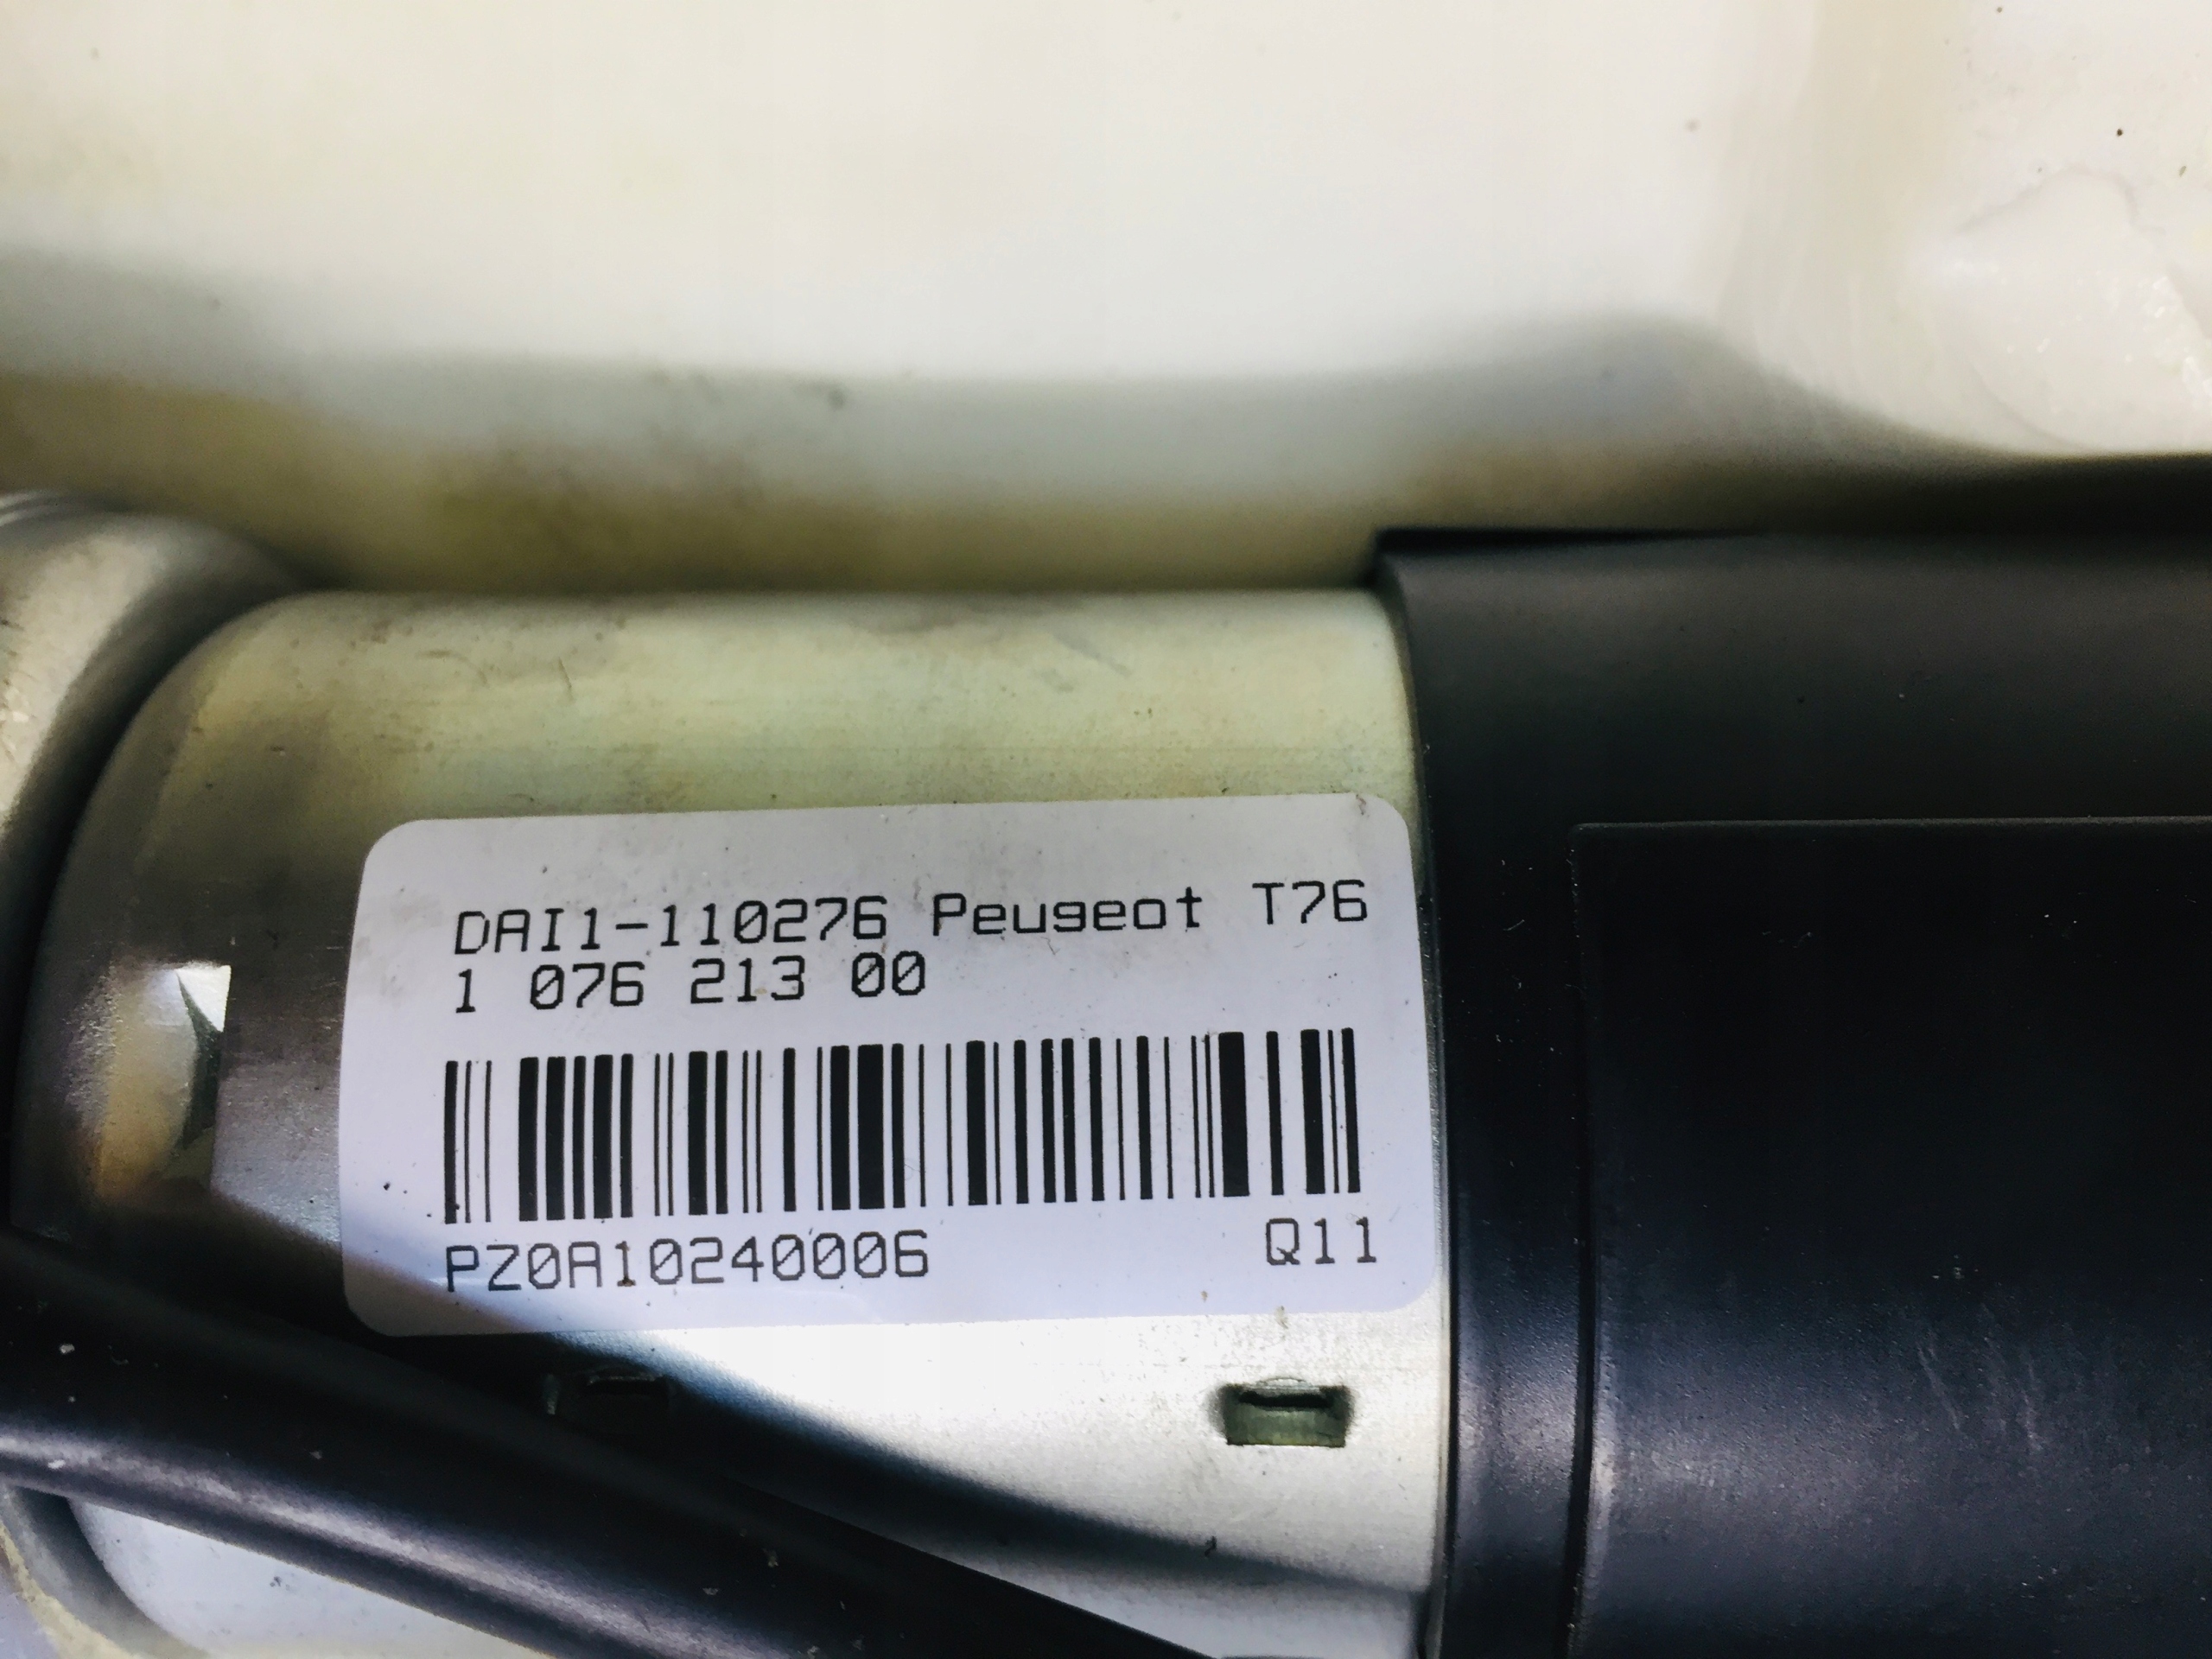 DAI1-110276 Peugeot T76
1 076 213 00
PZ0A10240006 Q11